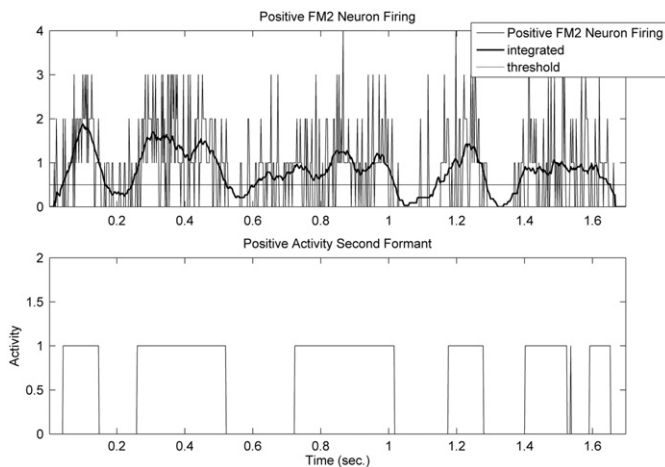 Positive FM2 Neuron Firing
Positive FM2 Neuron Firing
integrated
threshold
4
3
2
1
0
0.2 0.4 0.6 0.8 1 1.2 1.4 1.6
Positive Activity Second Formant
2
1.5
1
0.5
0
Activity
0.2 0.4 0.6 0.8 1 1.2 1.4 1.6
Time (sec.)